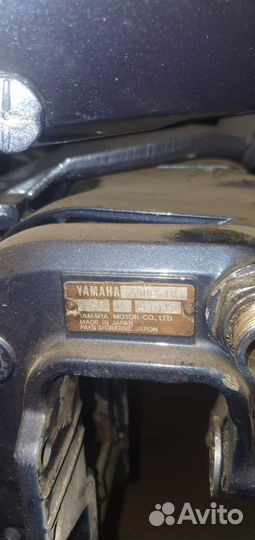 YAMAHA
YAMAHA MOTOR CO., LTD.
MADE IN JAPAN
PAYS D'ORIGINE JAPON
Avito